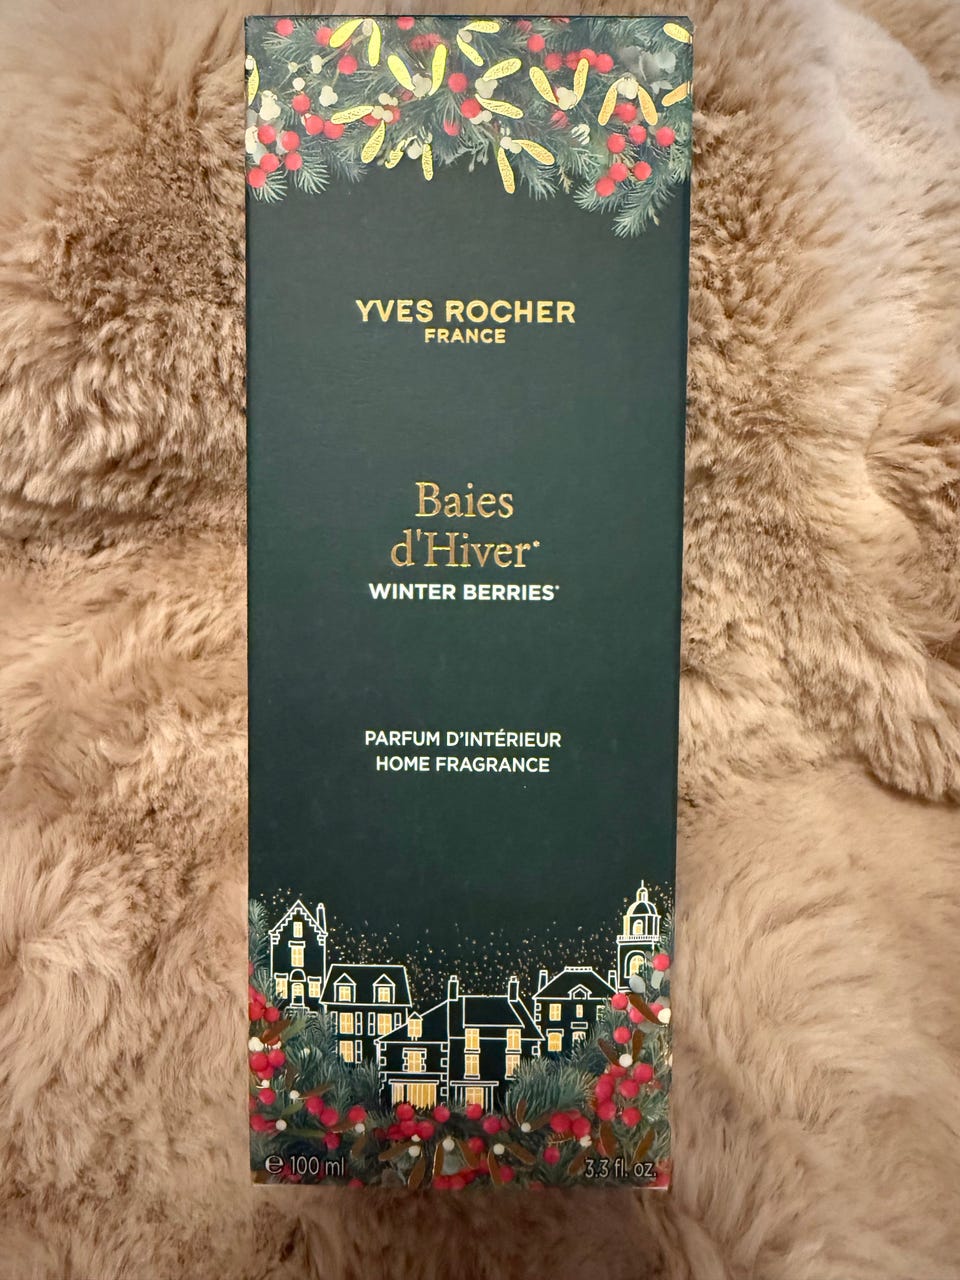 YVES ROCHER
FRANCE
Baies
d'Hiver*
WINTER BERRIES*
PARFUM D'INTÉRIEUR
HOME FRAGRANCE
℮ 100 ml
3.3 fl. oz.